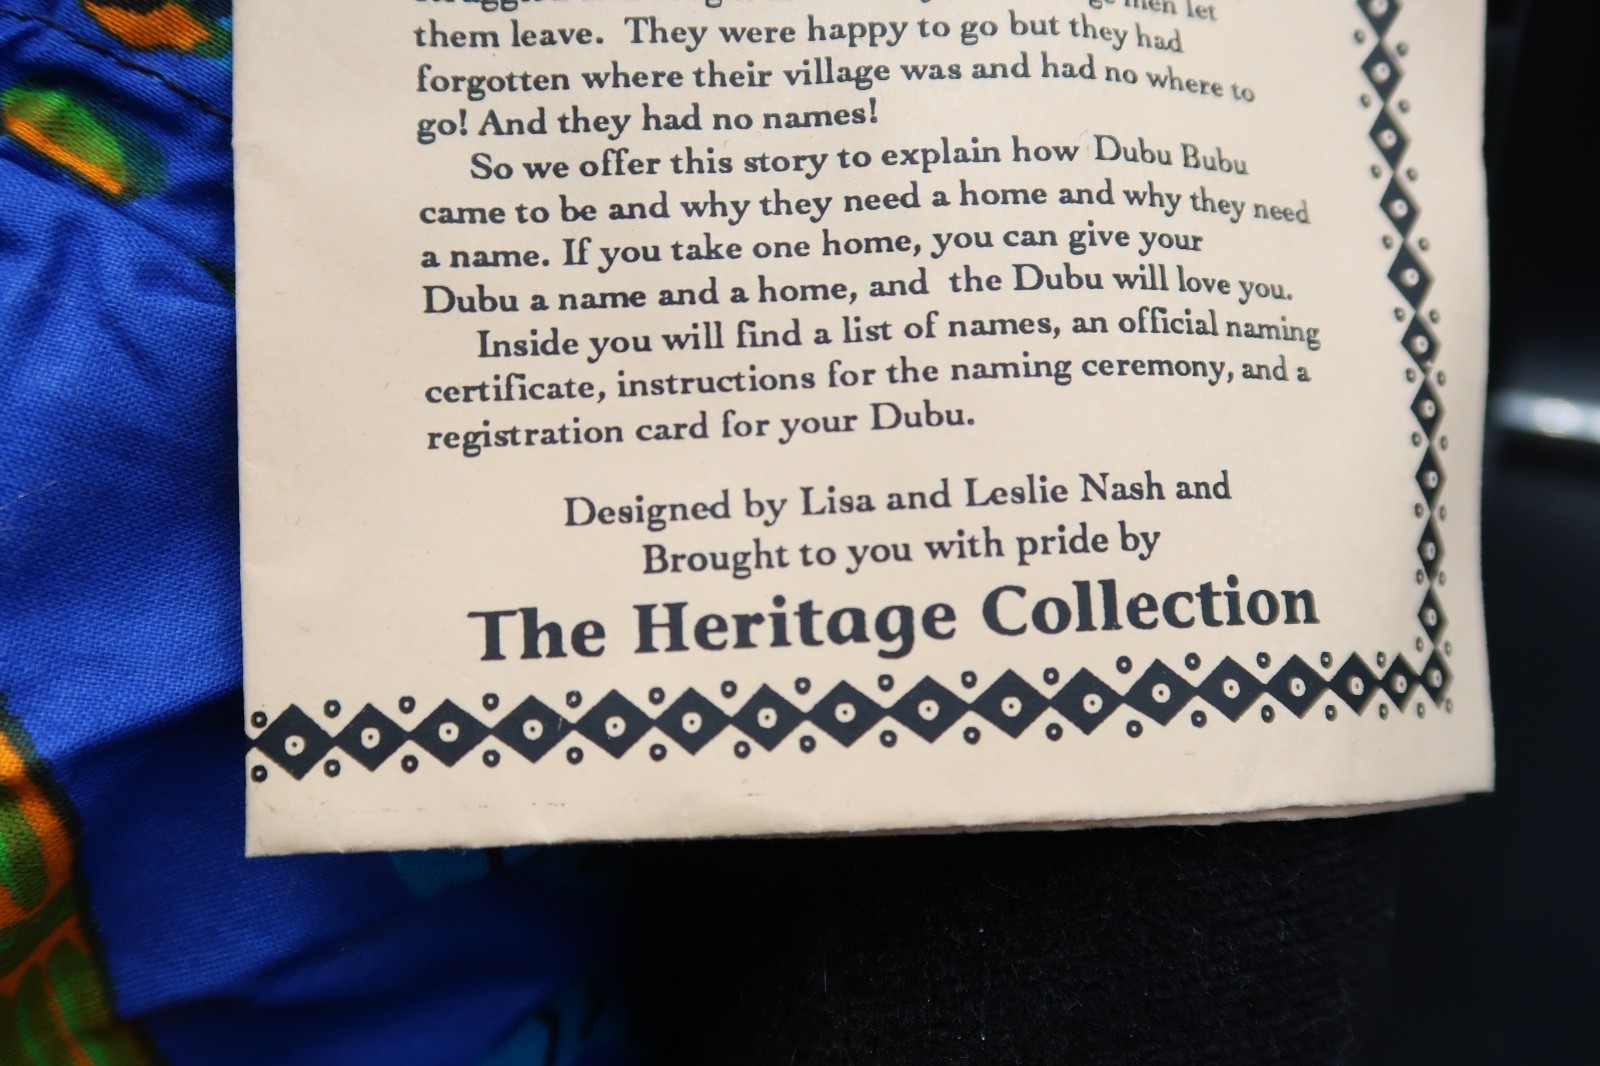 men let
them leave. They were happy to go but they had
forgotten where their village was and had no where to
go! And they had no names!
So we offer this story to explain how Dubu Bubu
came to be and why they need a home and why they need
a name. If you take one home, you can give your
Dubu a name and a home, and the Dubu will love you.
Inside you will find a list of names, an official naming
certificate, instructions for the naming ceremony, and a
registration card for your Dubu.
Designed by Lisa and Leslie Nash and
Brought to you with pride by
The Heritage Collection